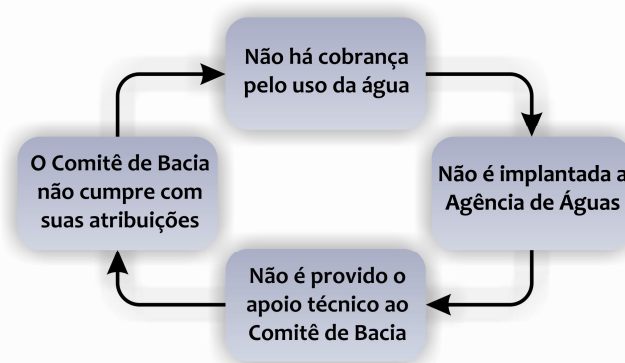 Não há cobrança
pelo uso da água
Não é implantada a
Agência de Águas
Não é provido o
apoio técnico ao
Comitê de Bacia
O Comitê de Bacia
não cumpre com
suas atribuições